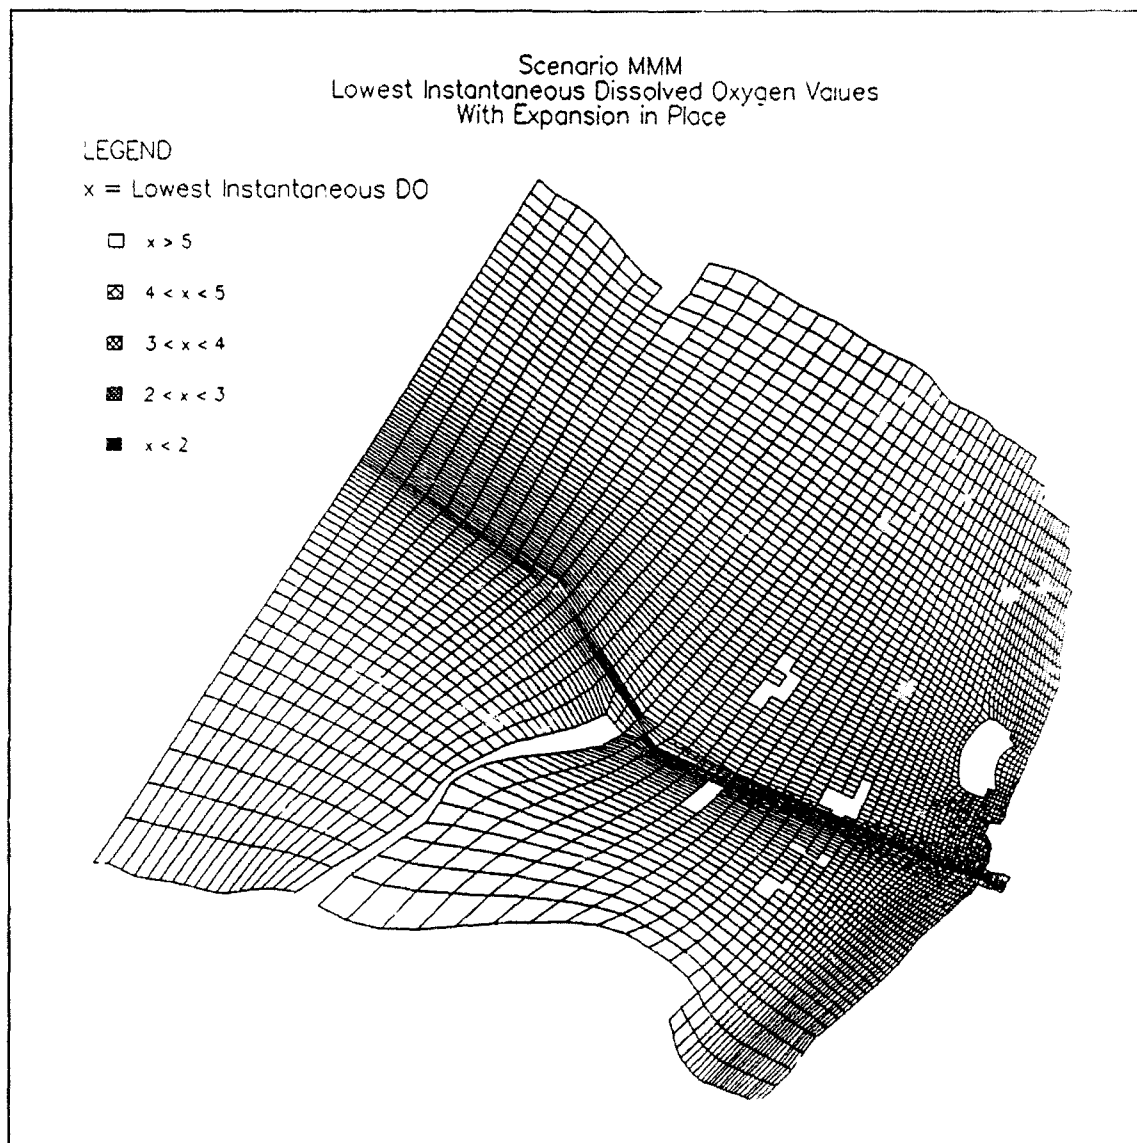 Scenario MMM
Lowest Instantaneous Dissolved Oxygen Values
With Expansion in Place
LEGEND
x = Lowest Instantaneous DO
x > 5
4 < x < 5
3 < x < 4
2 < x < 3
x < 2